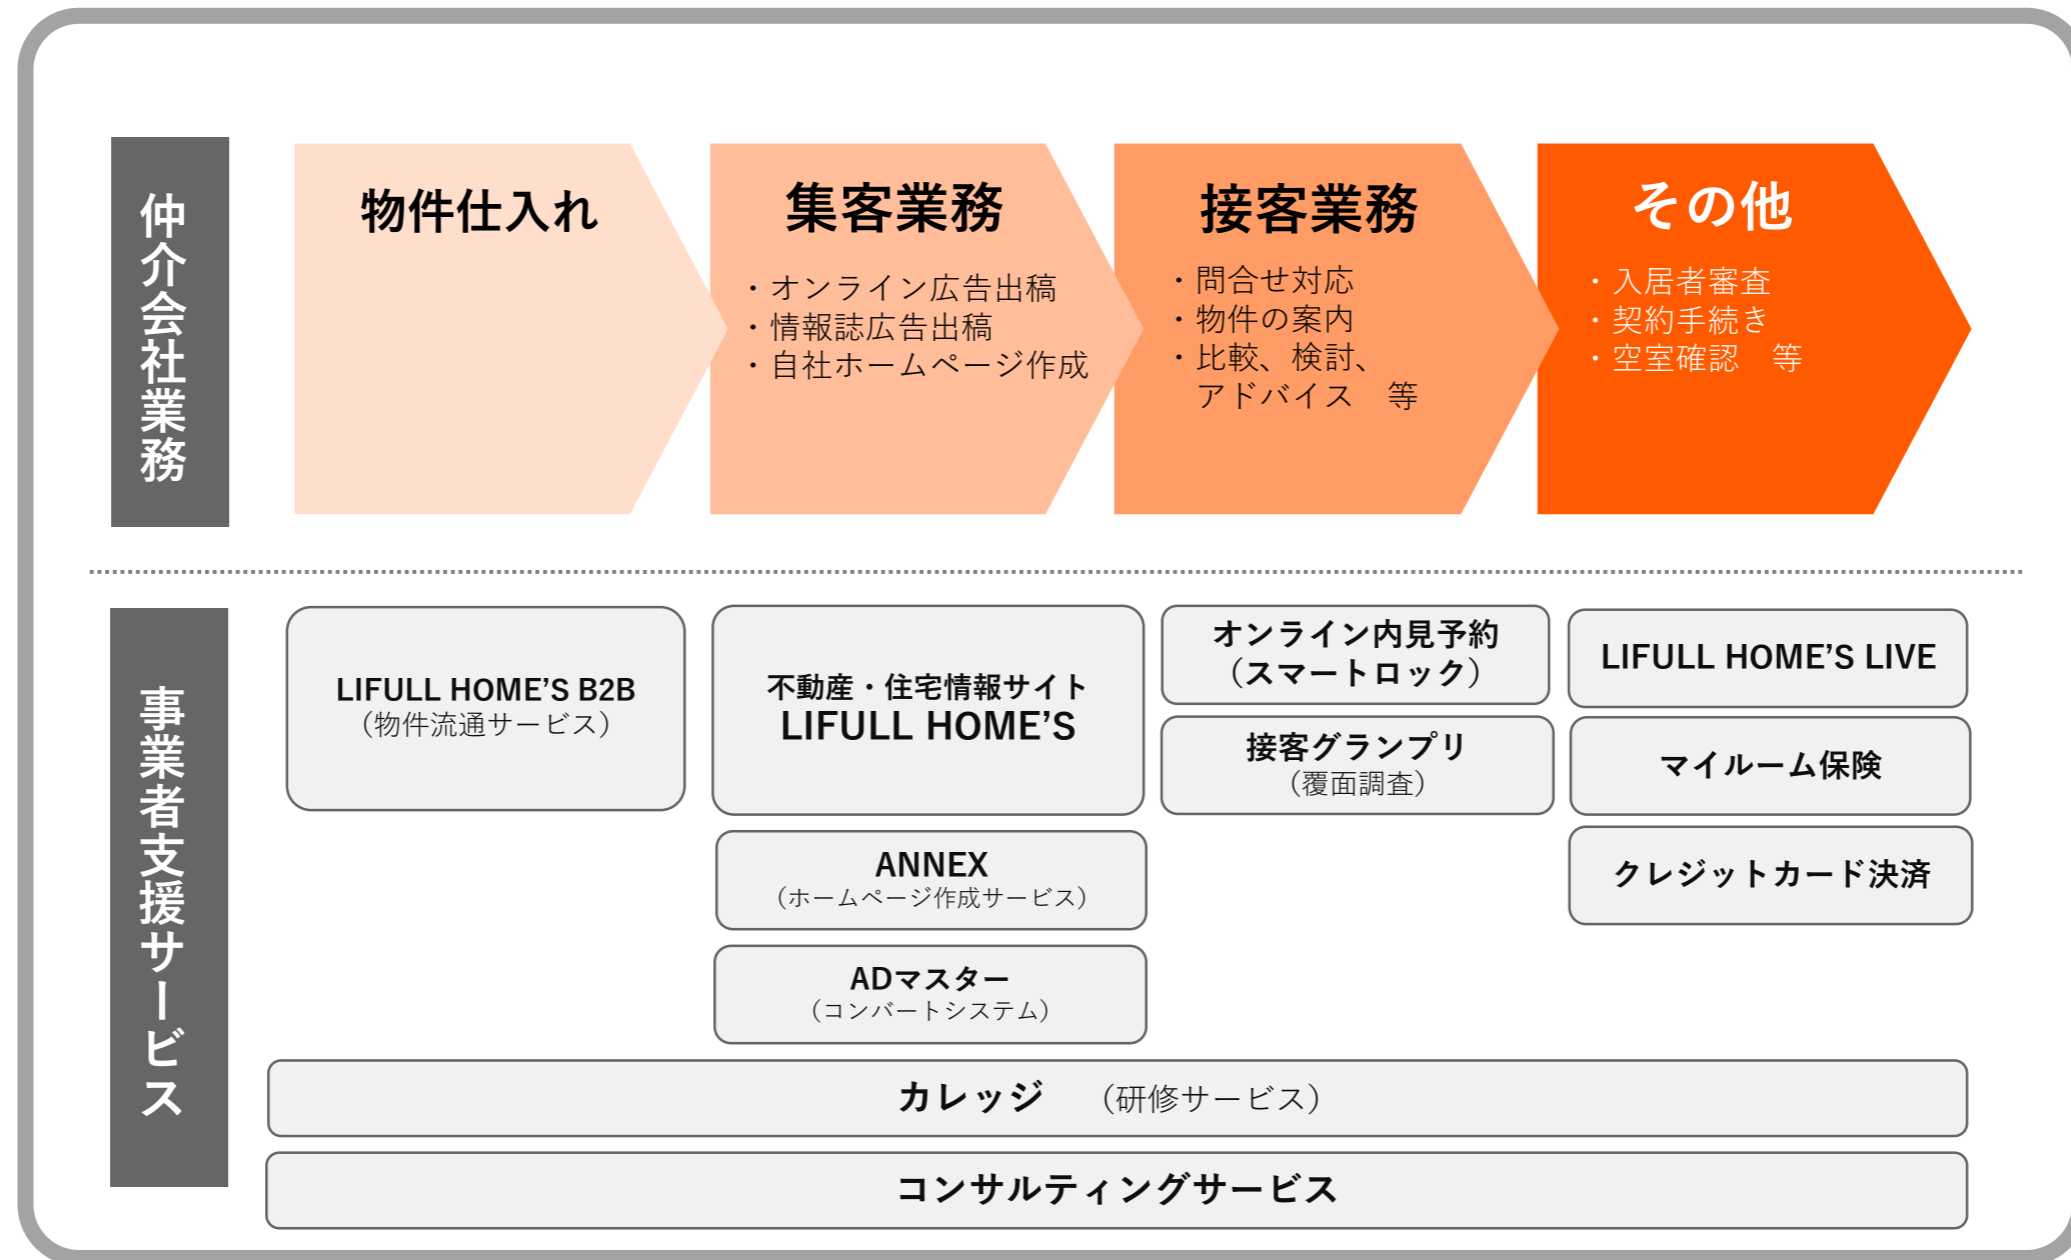 仲介会社業務
物件仕入れ
集客業務
・オンライン広告出稿
・情報誌広告出稿
・自社ホームページ作成
接客業務
・問合せ対応
・物件の案内
・比較、検討、
アドバイス　等
その他
・入居者審査
・契約手続き
・空室確認　等
事業者支援サービス
LIFULL HOME’S B2B
（物件流通サービス）
不動産・住宅情報サイト
LIFULL HOME’S
ANNEX
（ホームページ作成サービス）
ADマスター
（コンバートシステム）
オンライン内見予約
（スマートロック）
接客グランプリ
（覆面調査）
LIFULL HOME’S LIVE
マイルーム保険
クレジットカード決済
カレッジ　（研修サービス）
コンサルティングサービス